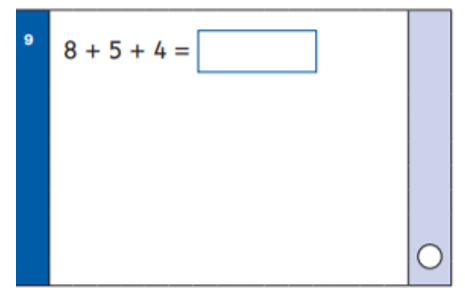 9
8 + 5 + 4 =